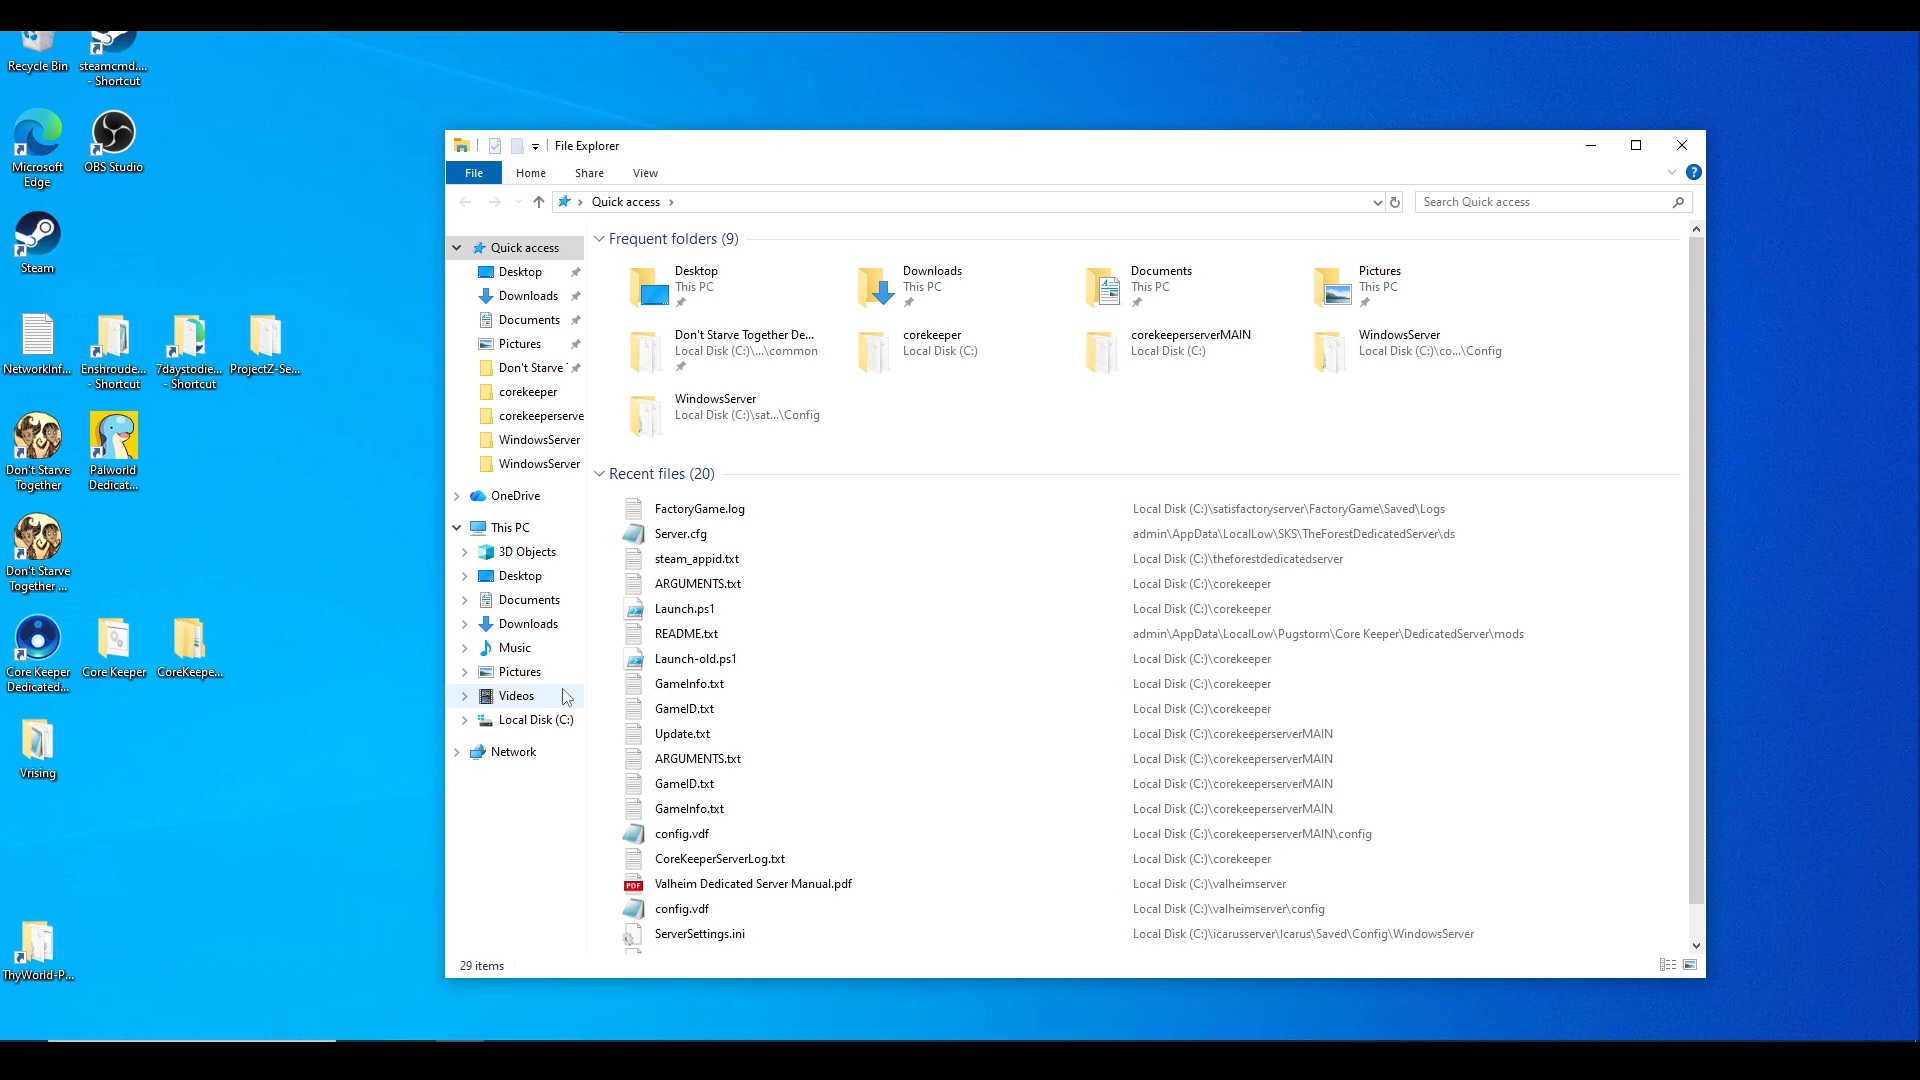 Recycle Bin
steamcmd....
- Shortcut
Microsoft
Edge
OBS Studio
Steam
NetworkInf...
Enshroude...
- Shortcut
7daystodie...
- Shortcut
ProjectZ-Se...
Don't Starve
Together
Palworld
Dedicat...
Don't Starve
Together ...
Core Keeper
Dedicated...
Core Keeper
CoreKeepe...
Vrising
ThyWorld-P...
File Explorer
File
Home
Share
View
?
Quick access
Search Quick access
Quick access
Desktop
Downloads
Documents
Pictures
Don't Starve
corekeeper
corekeeperserve
WindowsServer
WindowsServer
OneDrive
This PC
3D Objects
Desktop
Documents
Downloads
Music
Pictures
Videos
Local Disk (C:)
Network
Frequent folders (9)
Desktop
This PC
Downloads
This PC
Documents
This PC
Pictures
This PC
Don't Starve Together De...
Local Disk (C:)\...\common
corekeeper
Local Disk (C:)
corekeeperserverMAIN
Local Disk (C:)
WindowsServer
Local Disk (C:)\co...\Config
WindowsServer
Local Disk (C:)\sat...\Config
Recent files (20)
FactoryGame.log Local Disk (C:)\satisfactoryserver\FactoryGame\Saved\Logs
Server.cfg admin\AppData\LocalLow\SKS\TheForestDedicatedServer\ds
steam_appid.txt Local Disk (C:)\theforestdedicatedserver
ARGUMENTS.txt Local Disk (C:)\corekeeper
Launch.ps1 Local Disk (C:)\corekeeper
README.txt admin\AppData\LocalLow\Pugstorm\Core Keeper\DedicatedServer\mods
Launch-old.ps1 Local Disk (C:)\corekeeper
GameInfo.txt Local Disk (C:)\corekeeper
GameID.txt Local Disk (C:)\corekeeper
Update.txt Local Disk (C:)\corekeeperserverMAIN
ARGUMENTS.txt Local Disk (C:)\corekeeperserverMAIN
GameID.txt Local Disk (C:)\corekeeperserverMAIN
GameInfo.txt Local Disk (C:)\corekeeperserverMAIN
config.vdf Local Disk (C:)\corekeeperserverMAIN\config
CoreKeeperServerLog.txt Local Disk (C:)\corekeeper
PDF Valheim Dedicated Server Manual.pdf Local Disk (C:)\valheimserver
config.vdf Local Disk (C:)\valheimserver\config
ServerSettings.ini Local Disk (C:)\icarusserver\Icarus\Saved\Config\WindowsServer
29 items